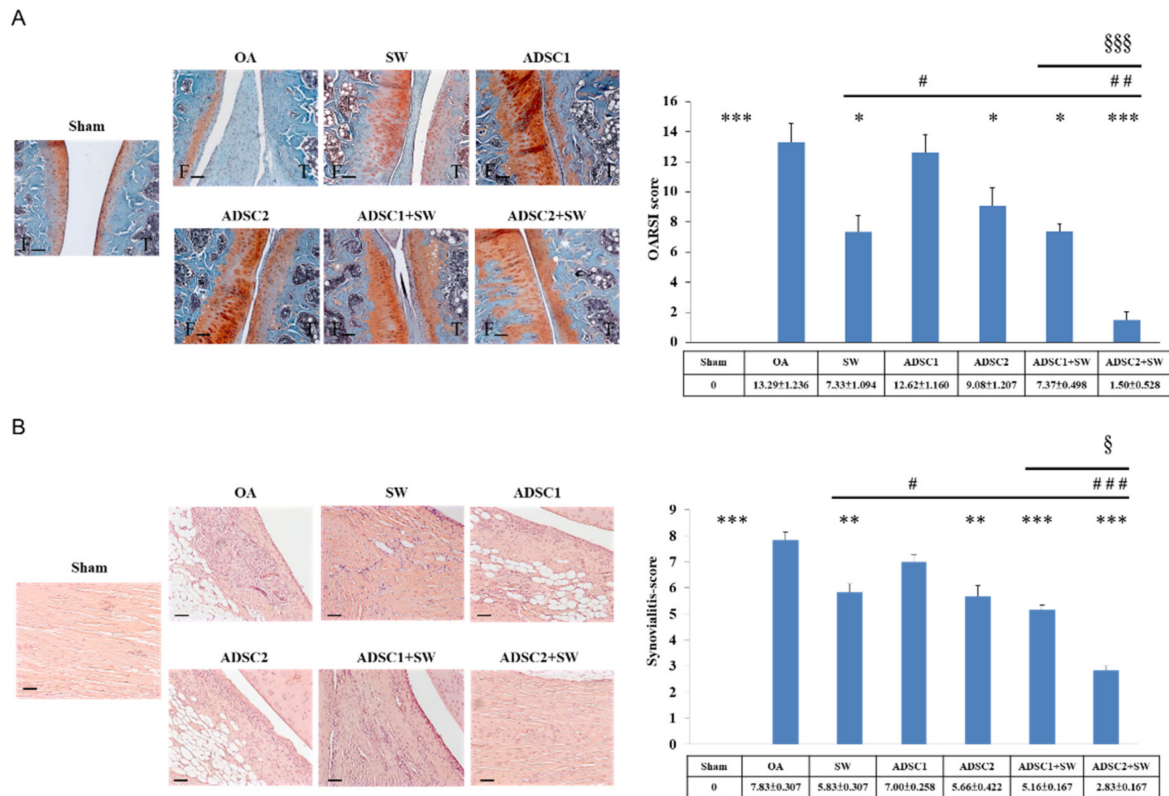 A
OA SW ADSC1
Sham
F T F T F T
F T
ADSC2 ADSC1+SW ADSC2+SW
F T F T F T
§§§
# ##
*** * * * ***
OARSI score
16
14
12
10
8
6
4
2
0
Sham OA SW ADSC1 ADSC2 ADSC1+SW ADSC2+SW
0 13.29±1.236 7.33±1.094 12.62±1.160 9.08±1.207 7.37±0.498 1.50±0.528
B
OA SW ADSC1
Sham
ADSC2 ADSC1+SW ADSC2+SW
§
# ###
*** ** ** *** ***
Synovialitis-score
9
8
7
6
5
4
3
2
1
0
Sham OA SW ADSC1 ADSC2 ADSC1+SW ADSC2+SW
0 7.83±0.307 5.83±0.307 7.00±0.258 5.66±0.422 5.16±0.167 2.83±0.167